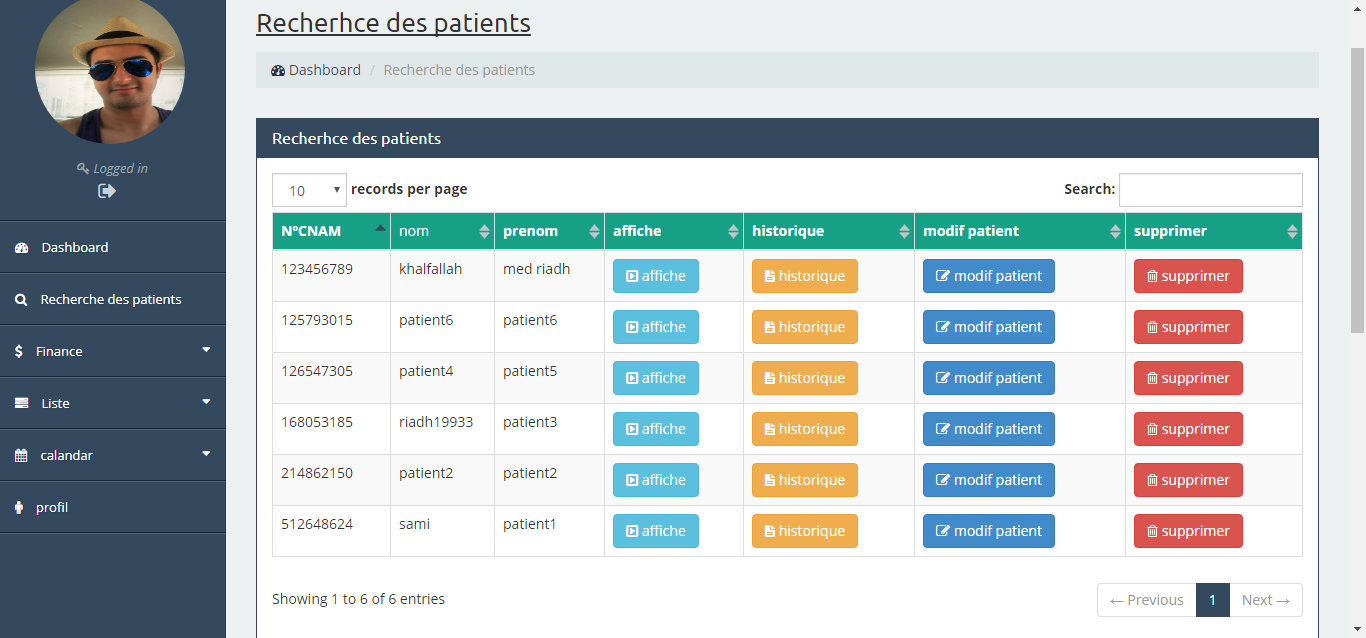 Recherhce des patients
Dashboard / Recherche des patients
Logged in
Dashboard
Recherche des patients
Finance
Liste
calandar
profil
Recherhce des patients
10 records per page Search:
N°CNAM nom prenom affiche historique modif patient supprimer
123456789 khalfallah med riadh affiche historique modif patient supprimer
125793015 patient6 patient6 affiche historique modif patient supprimer
126547305 patient4 patient5 affiche historique modif patient supprimer
168053185 riadh19933 patient3 affiche historique modif patient supprimer
214862150 patient2 patient2 affiche historique modif patient supprimer
512648624 sami patient1 affiche historique modif patient supprimer
Showing 1 to 6 of 6 entries ← Previous 1 Next →